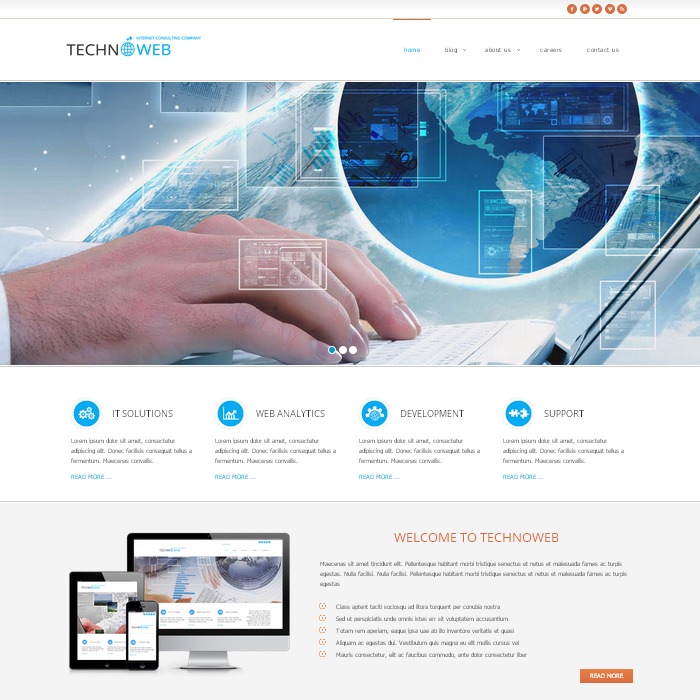 INTERNET CONSULTING COMPANY
TECHNOWEB
home blog about us careers contact us
IT SOLUTIONS WEB ANALYTICS DEVELOPMENT SUPPORT
Lorem ipsum dolor sit amet, consectetur Lorem ipsum dolor sit amet, consectetur Lorem ipsum dolor sit amet, consectetur Lorem ipsum dolor sit amet, consectetur
adipiscing elit. Donec facilisis consequat tellus a adipiscing elit. Donec facilisis consequat tellus a adipiscing elit. Donec facilisis consequat tellus a adipiscing elit. Donec facilisis consequat tellus a
fermentum. Maecenas convallis. fermentum. Maecenas convallis. fermentum. Maecenas convallis. fermentum. Maecenas convallis.
READ MORE ... READ MORE ... READ MORE ... READ MORE ...
WELCOME TO TECHNOWEB
Maecenas sit amet tincidunt elit. Pellentesque habitant morbi tristique senectus et netus et malesuada fames ac turpis
egestas. Nulla facilisi. Nulla facilisi. Pellentesque habitant morbi tristique senectus et netus et malesuada fames ac turpis
egestas
Class aptent taciti sociosqu ad litora torquent per conubia nostra
Sed ut perspiciatis unde omnis istes err sit voluptatem accusantium
Totam rem aperiam, eaque ipsa uae ab illo inventore veritatis et quasi
Aliquam ac egestas dui. Vestibulum quis magna eu elit mollis cursus vel
Mauris consectetur, elit ac faucibus commodo, ante dolor consectetur liber
READ MORE